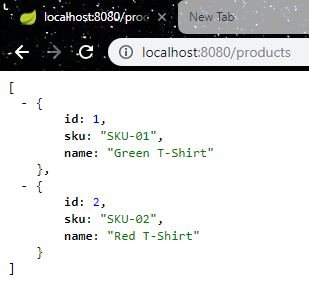 localhost:8080/proc
New Tab
localhost:8080/products
[
- {
id: 1,
sku: "SKU-01",
name: "Green T-Shirt"
},
- {
id: 2,
sku: "SKU-02",
name: "Red T-Shirt"
}
]